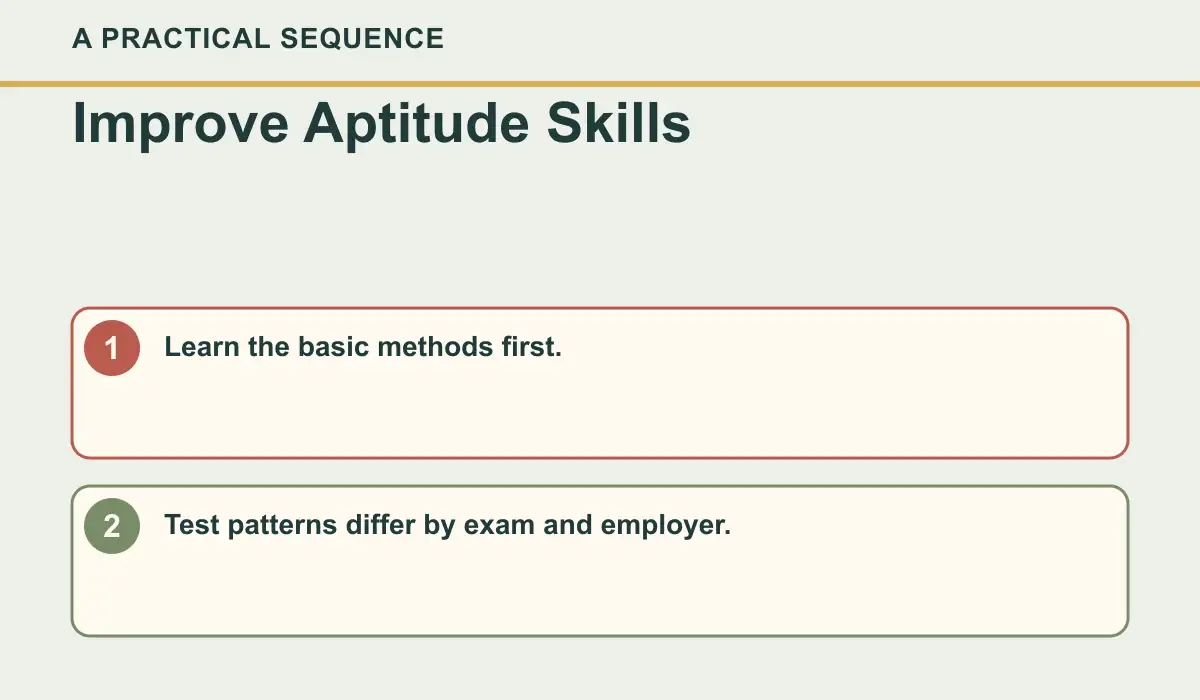 A PRACTICAL SEQUENCE
Improve Aptitude Skills
1 Learn the basic methods first.
2 Test patterns differ by exam and employer.